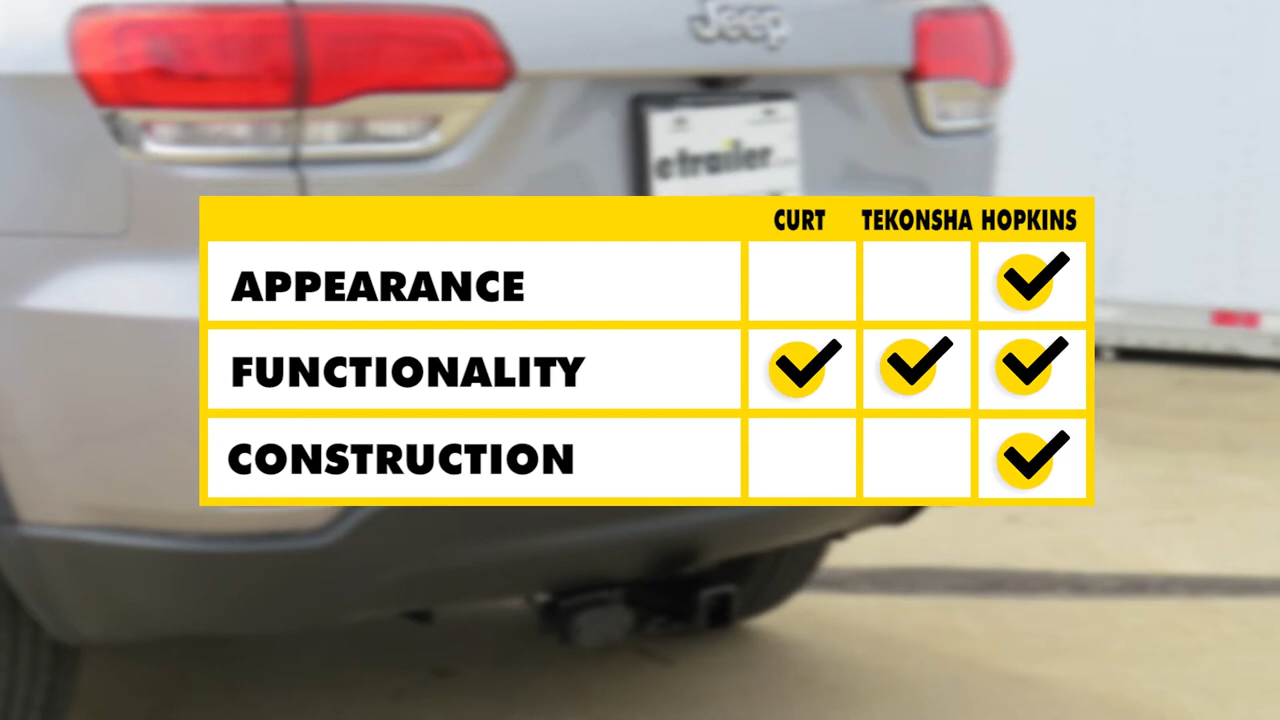 Jeep
etrailer
CURT TEKONSHA HOPKINS
APPEARANCE
FUNCTIONALITY
CONSTRUCTION